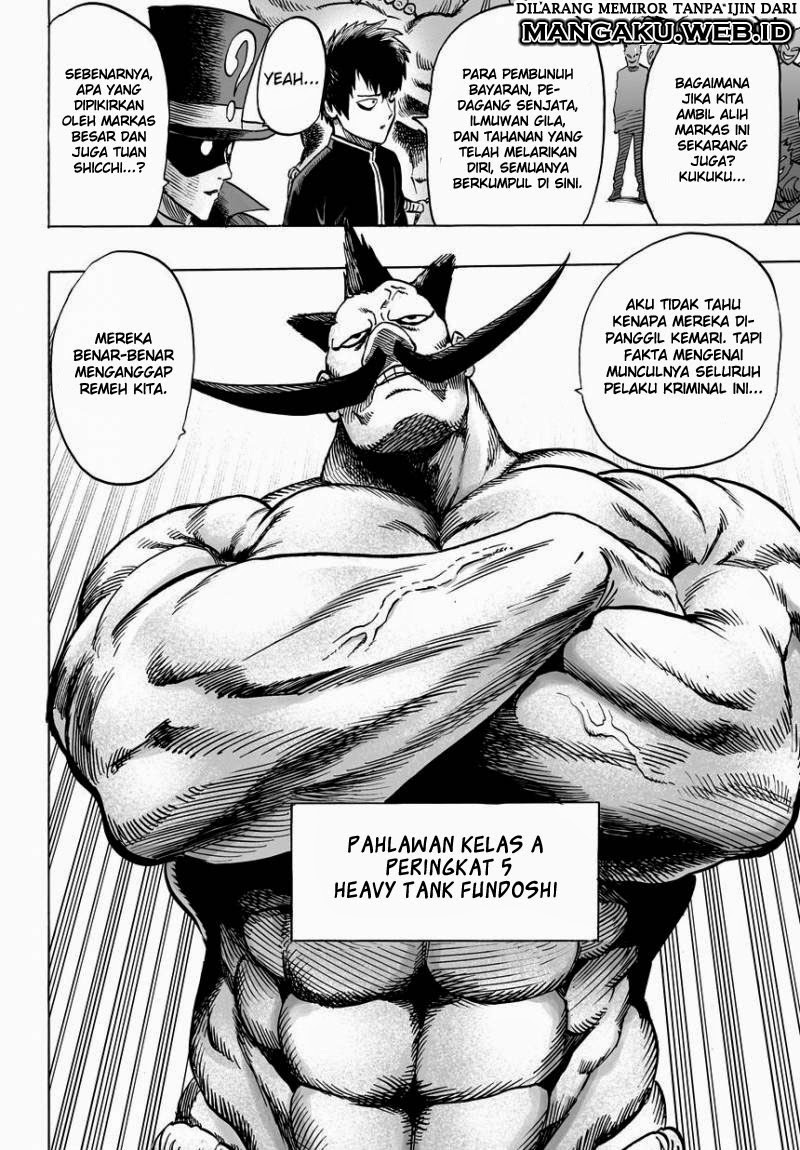 DILARANG MEMIROR TANPA IJIN DARI
MANGAKU.WEB.ID
BAGAIMANA
JIKA KITA
AMBIL ALIH
MARKAS INI
SEKARANG
JUGA?
KUKUKU...
PARA PEMBUNUH
BAYARAN, PE-
DAGANG SENJATA,
ILMUWAN GILA,
DAN TAHANAN YANG
TELAH MELARIKAN
DIRI, SEMUANYA
BERKUMPUL DI SINI.
YEAH...
SEBENARNYA,
APA YANG
DIPIKIRKAN
OLEH MARKAS
BESAR DAN
JUGA TUAN
SHICCHI...?
?
AKU TIDAK TAHU
KENAPA MEREKA DI-
PANGGIL KEMARI. TAPI
FAKTA MENGENAI
MUNCULNYA SELURUH
PELAKU KRIMINAL INI...
MEREKA
BENAR-BENAR
MENGANGGAP
REMEH KITA.
PAHLAWAN KELAS A
PERINGKAT 5
HEAVY TANK FUNDOSHI